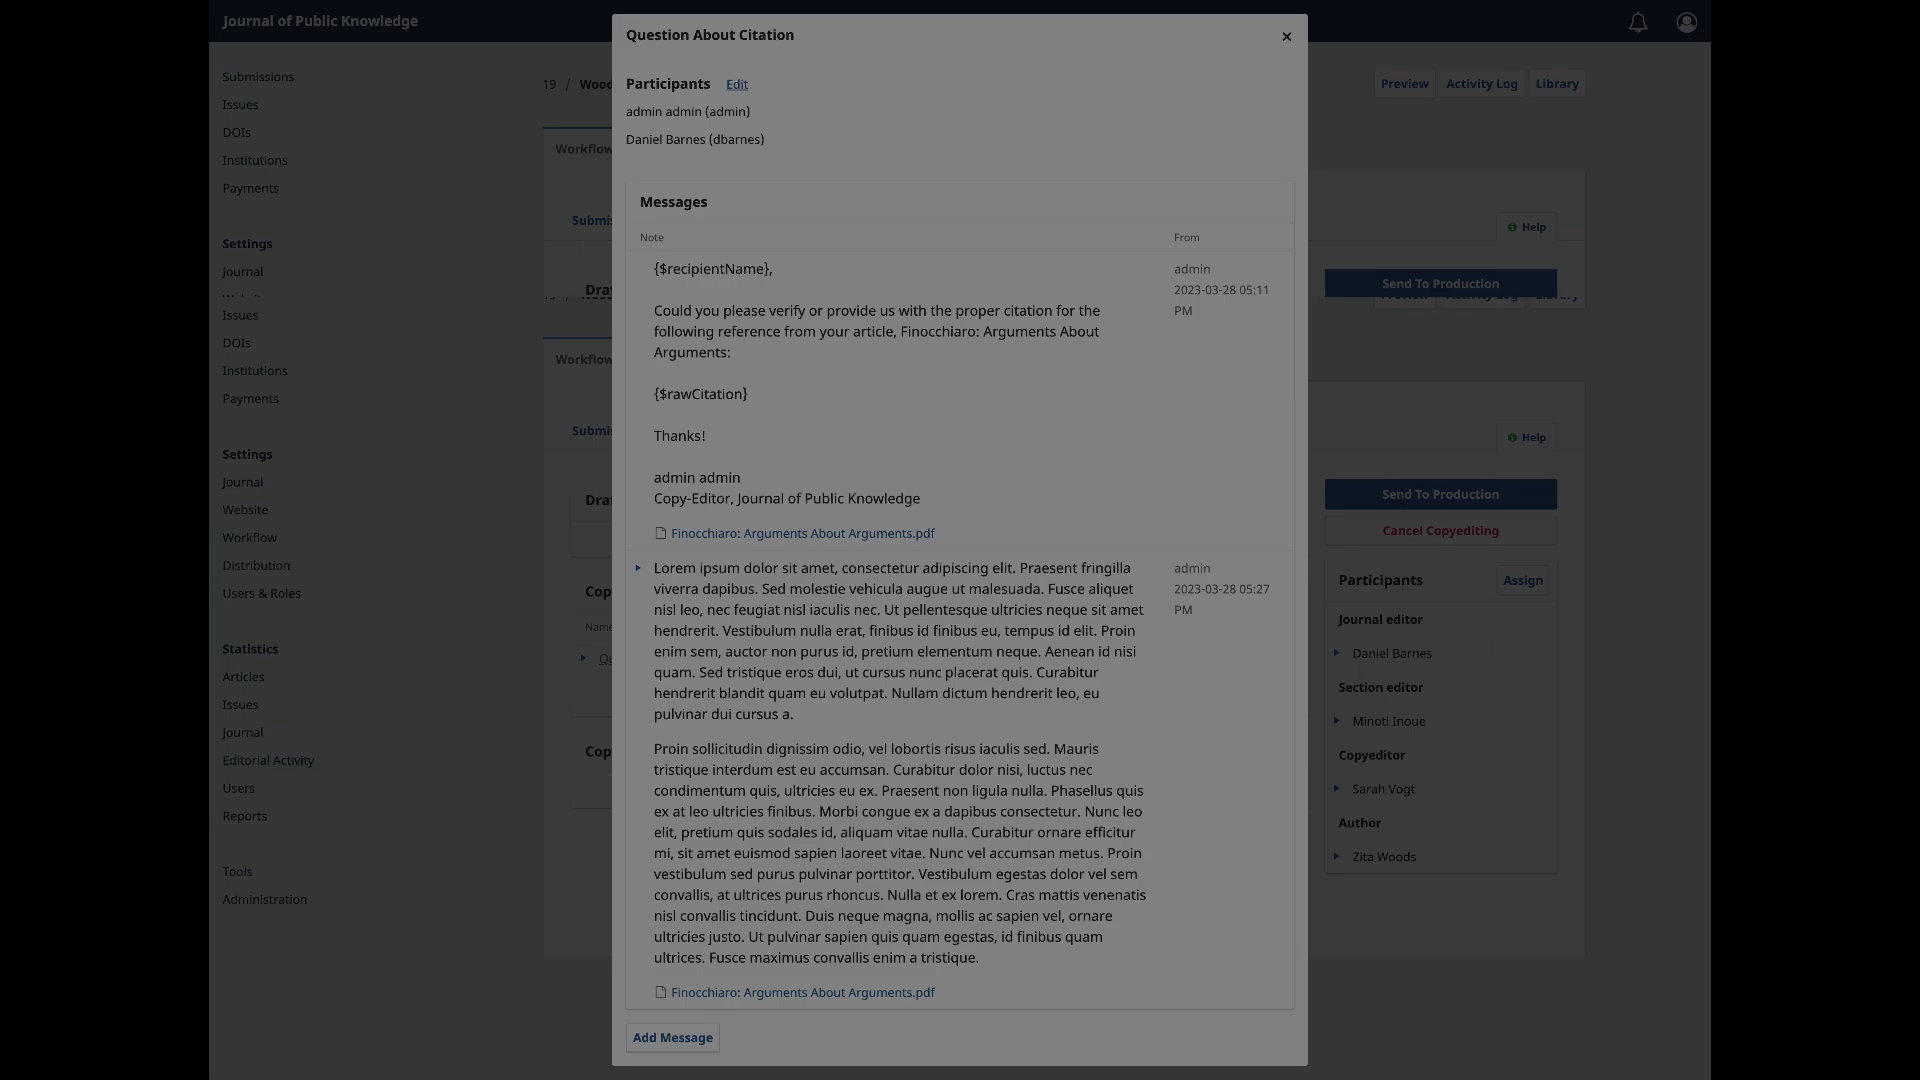 Journal of Public Knowledge
Submissions
Issues
DOIs
Institutions
Payments
Settings
Journal
Issues
DOIs
Institutions
Payments
Settings
Journal
Website
Workflow
Distribution
Users & Roles
Statistics
Articles
Issues
Journal
Editorial Activity
Users
Reports
Tools
Administration
19 / Wood
Workflow
Submi
Dra
Workflow
Submi
Dra
Cop
Name
Qu
Cop
Question About Citation
×
Participants Edit
admin admin (admin)
Daniel Barnes (dbarnes)
Messages
Note From
{$recipientName},
Could you please verify or provide us with the proper citation for the
following reference from your article, Finocchiaro: Arguments About
Arguments:
{$rawCitation}
Thanks!
admin admin
Copy-Editor, Journal of Public Knowledge
Finocchiaro: Arguments About Arguments.pdf
admin
2023-03-28 05:11
PM
Lorem ipsum dolor sit amet, consectetur adipiscing elit. Praesent fringilla
viverra dapibus. Sed molestie vehicula augue ut malesuada. Fusce aliquet
nisl leo, nec feugiat nisl iaculis nec. Ut pellentesque ultricies neque sit amet
hendrerit. Vestibulum nulla erat, finibus id finibus eu, tempus id elit. Proin
enim sem, auctor non purus id, pretium elementum neque. Aenean id nisi
quam. Sed tristique eros dui, ut cursus nunc placerat quis. Curabitur
hendrerit blandit quam eu volutpat. Nullam dictum hendrerit leo, eu
pulvinar dui cursus a.
Proin sollicitudin dignissim odio, vel lobortis risus iaculis sed. Mauris
tristique interdum est eu accumsan. Curabitur dolor nisi, luctus nec
condimentum quis, ultricies eu ex. Praesent non ligula nulla. Phasellus quis
ex at leo ultricies finibus. Morbi congue ex a dapibus consectetur. Nunc leo
elit, pretium quis sodales id, aliquam vitae nulla. Curabitur ornare efficitur
mi, sit amet euismod sapien laoreet vitae. Nunc vel accumsan metus. Proin
vestibulum sed purus pulvinar porttitor. Vestibulum egestas dolor vel sem
convallis, at ultrices purus rhoncus. Nulla et ex lorem. Cras mattis venenatis
nisl convallis tincidunt. Duis neque magna, mollis ac sapien vel, ornare
ultricies justo. Ut pulvinar sapien quis quam egestas, id finibus quam
ultrices. Fusce maximus convallis enim a tristique.
Finocchiaro: Arguments About Arguments.pdf
admin
2023-03-28 05:27
PM
Add Message
Preview Activity Log Library
Help
Send To Production
Help
Send To Production
Cancel Copyediting
Participants Assign
Journal editor
Daniel Barnes
Section editor
Minoti Inoue
Copyeditor
Sarah Vogt
Author
Zita Woods